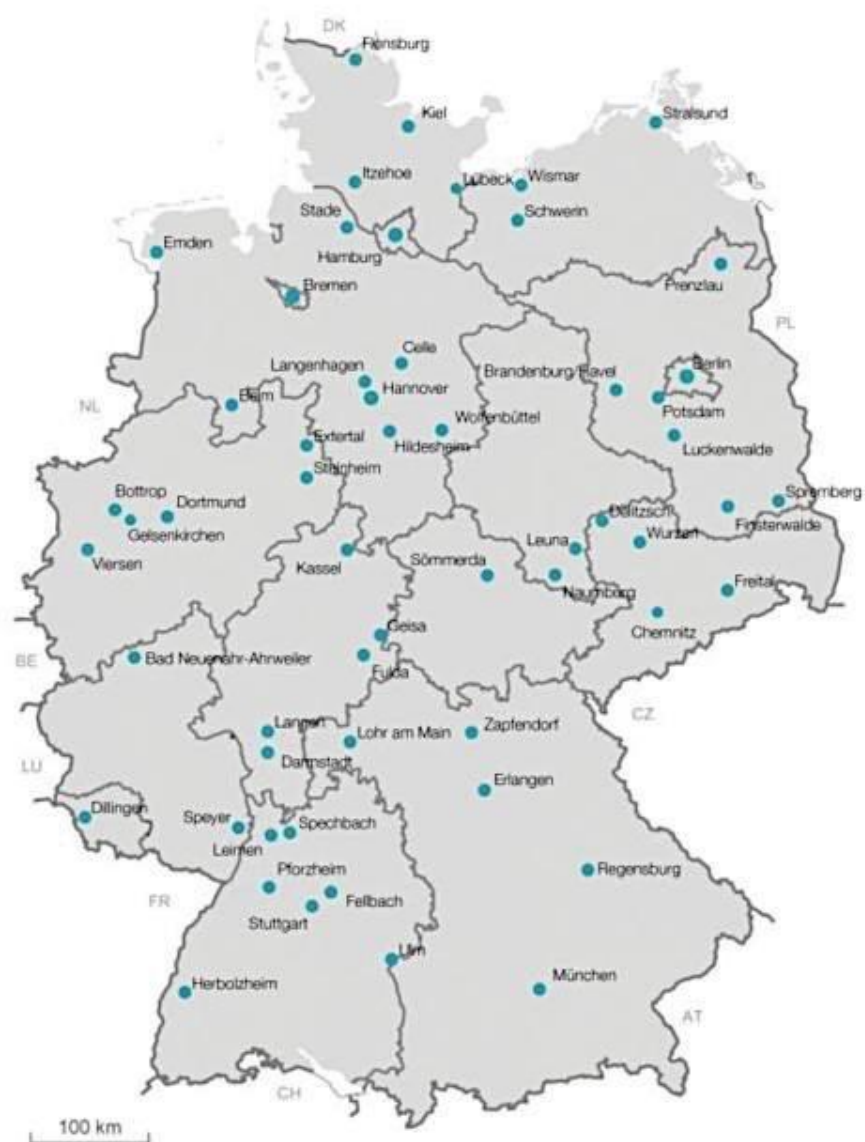 DK
Flensburg
Kiel
Stralsund
Itzehoe
Lübeck
Wismar
Stade
Schwerin
Emden
Hamburg
Prenzlau
Bremen
PL
Celle
Langenhagen
Brandenburg/Havel
Berlin
Hannover
NL
Belm
Potsdam
Wolfenbüttel
Extertal
Hildesheim
Luckenwalde
Steinheim
Bottrop
Dortmund
Spremberg
Delitzsch
Finsterwalde
Gelsenkirchen
Wurzen
Leuna
Viersen
Kassel
Sömmerda
Naumburg
Freital
Chemnitz
Geisa
BE
Bad Neuenahr-Ahrweiler
Fulda
CZ
Langen
Lohr am Main
Zapfendorf
LU
Darmstadt
Erlangen
Dillingen
Speyer
Spechbach
Leimen
Pforzheim
Regensburg
FR
Fellbach
Stuttgart
Ulm
Herbolzheim
München
AT
CH
100 km